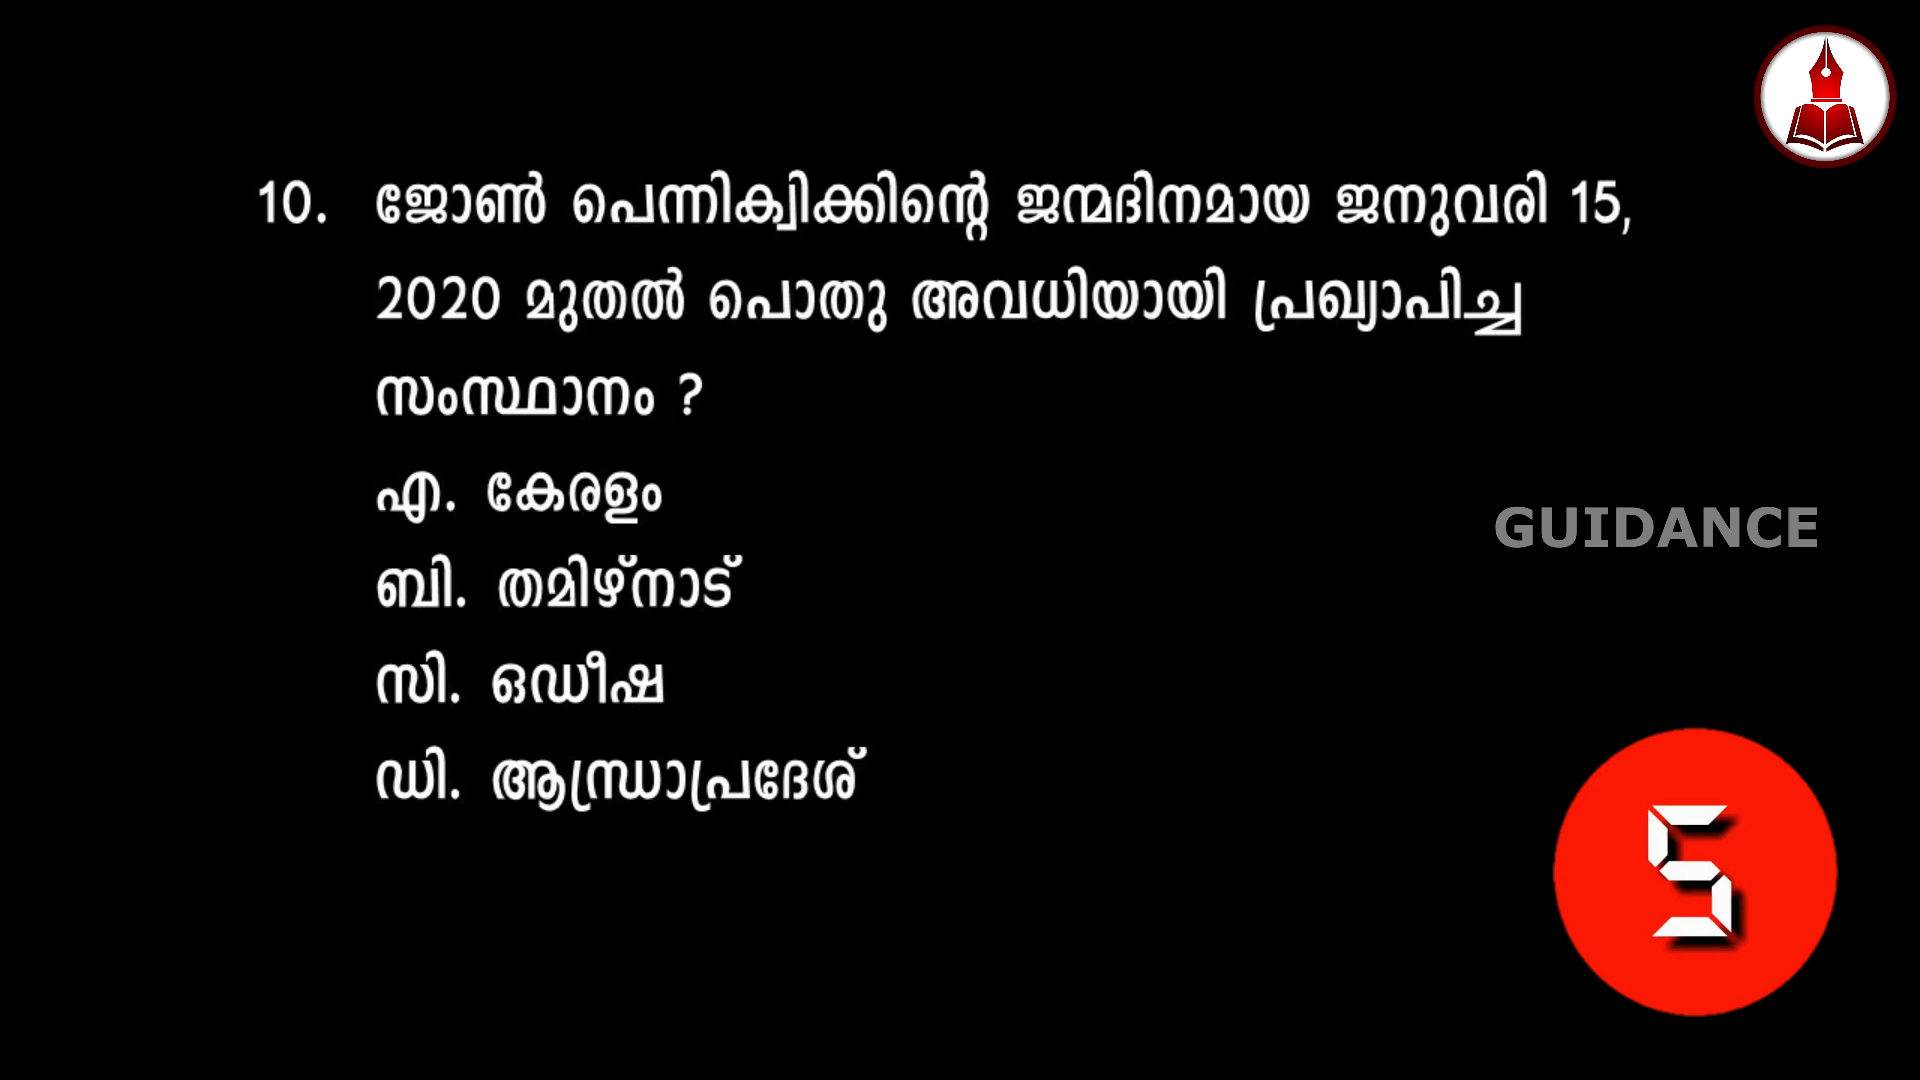 10. ജോൺ പെന്നിക്വിക്കിന്റെ ജന്മദിനമായ ജനുവരി 15,
2020 മുതൽ പൊതു അവധിയായി പ്രഖ്യാപിച്ച
സംസ്ഥാനം ?
എ. കേരളം
ബി. തമിഴ്നാട്
സി. ഒഡീഷ
ഡി. ആന്ധ്രാപ്രദേശ്
GUIDANCE
5